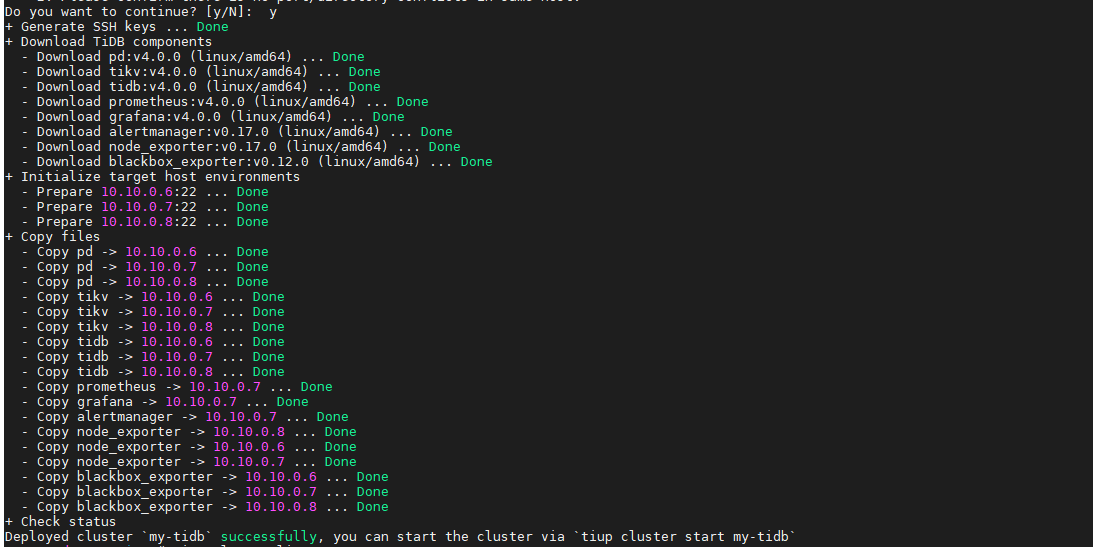 Do you want to continue? [y/N]:  y
+ Generate SSH keys ... Done
+ Download TiDB components
  - Download pd:v4.0.0 (linux/amd64) ... Done
  - Download tikv:v4.0.0 (linux/amd64) ... Done
  - Download tidb:v4.0.0 (linux/amd64) ... Done
  - Download prometheus:v4.0.0 (linux/amd64) ... Done
  - Download grafana:v4.0.0 (linux/amd64) ... Done
  - Download alertmanager:v0.17.0 (linux/amd64) ... Done
  - Download node_exporter:v0.17.0 (linux/amd64) ... Done
  - Download blackbox_exporter:v0.12.0 (linux/amd64) ... Done
+ Initialize target host environments
  - Prepare 10.10.0.6:22 ... Done
  - Prepare 10.10.0.7:22 ... Done
  - Prepare 10.10.0.8:22 ... Done
+ Copy files
  - Copy pd -> 10.10.0.6 ... Done
  - Copy pd -> 10.10.0.7 ... Done
  - Copy pd -> 10.10.0.8 ... Done
  - Copy tikv -> 10.10.0.6 ... Done
  - Copy tikv -> 10.10.0.7 ... Done
  - Copy tikv -> 10.10.0.8 ... Done
  - Copy tidb -> 10.10.0.6 ... Done
  - Copy tidb -> 10.10.0.7 ... Done
  - Copy tidb -> 10.10.0.8 ... Done
  - Copy prometheus -> 10.10.0.7 ... Done
  - Copy grafana -> 10.10.0.7 ... Done
  - Copy alertmanager -> 10.10.0.7 ... Done
  - Copy node_exporter -> 10.10.0.8 ... Done
  - Copy node_exporter -> 10.10.0.6 ... Done
  - Copy node_exporter -> 10.10.0.7 ... Done
  - Copy blackbox_exporter -> 10.10.0.6 ... Done
  - Copy blackbox_exporter -> 10.10.0.7 ... Done
  - Copy blackbox_exporter -> 10.10.0.8 ... Done
+ Check status
Deployed cluster `my-tidb` successfully, you can start the cluster via `tiup cluster start my-tidb`